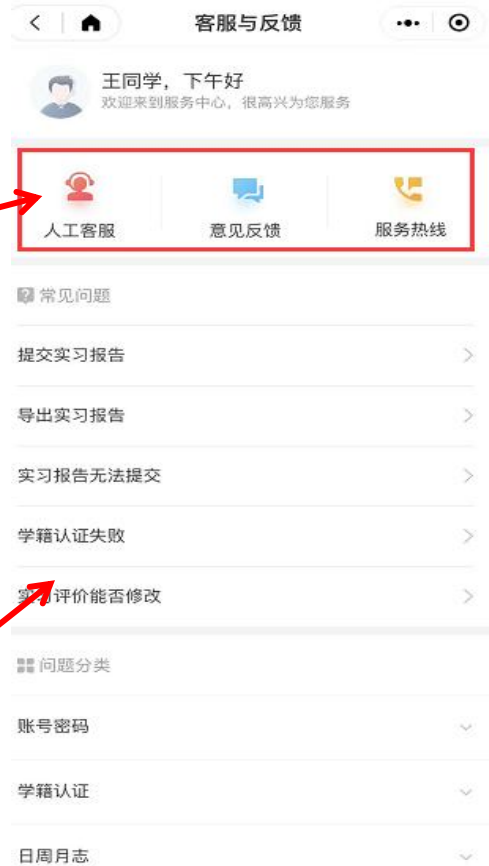 客服与反馈
王同学，下午好
欢迎来到服务中心，很高兴为您服务
人工客服
意见反馈
服务热线
常见问题
提交实习报告
导出实习报告
实习报告无法提交
学籍认证失败
实习评价能否修改
问题分类
账号密码
学籍认证
日周月志